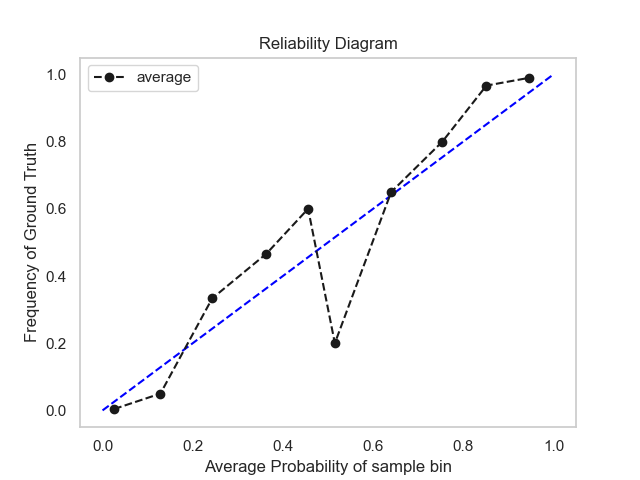 Reliability Diagram
average
Frequency of Ground Truth
1.0
0.8
0.6
0.4
0.2
0.0
0.0 0.2 0.4 0.6 0.8 1.0
Average Probability of sample bin